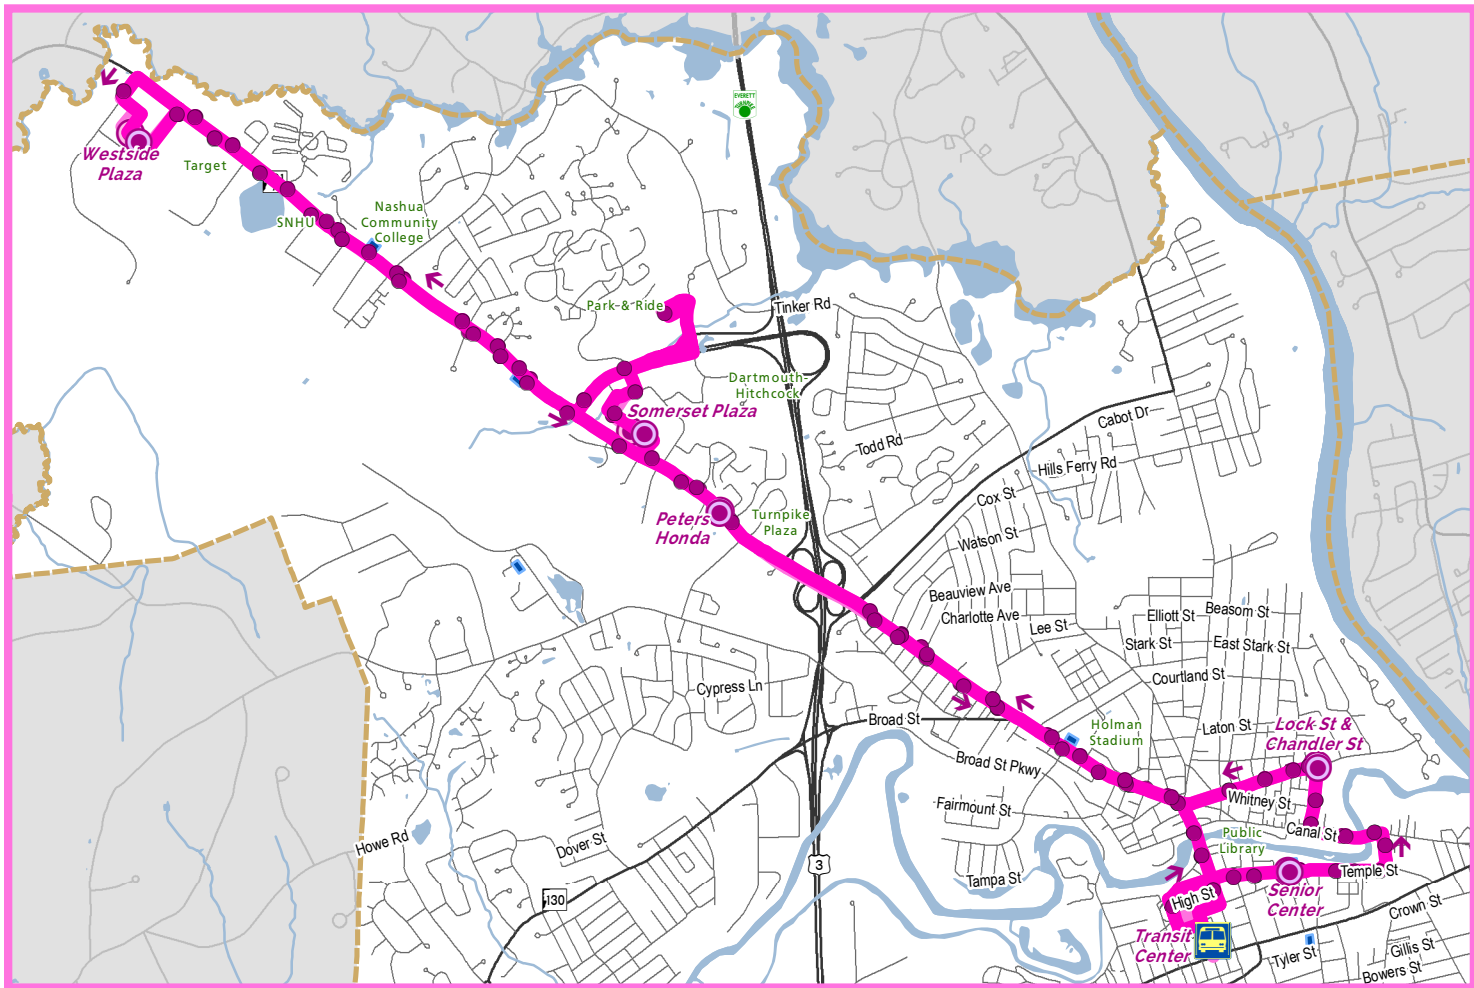 EVERETT
TURNPIKE
Westside
Plaza
Target
SNHU
Nashua
Community
College
Park-&-Ride
Tinker Rd
Dartmouth-
Hitchcock
Somerset Plaza
Cabot Dr
Todd Rd
Hills Ferry Rd
Cox St
Peters
Honda
Turnpike
Plaza
Watson St
Beauview Ave
Charlotte Ave
Lee St
Elliott St
Beasom St
Stark St
East Stark St
Courtland St
Cypress Ln
Broad St
Holman
Stadium
Laton St
Lock St &
Chandler St
Broad St Pkwy
Fairmount St
Whitney St
Canal St
Public
Library
Howe Rd
Dover St
3
Tampa St
Temple St
130
High St
Senior
Center
Crown St
Transit
Center
Tyler St
Gillis St
Bowers St